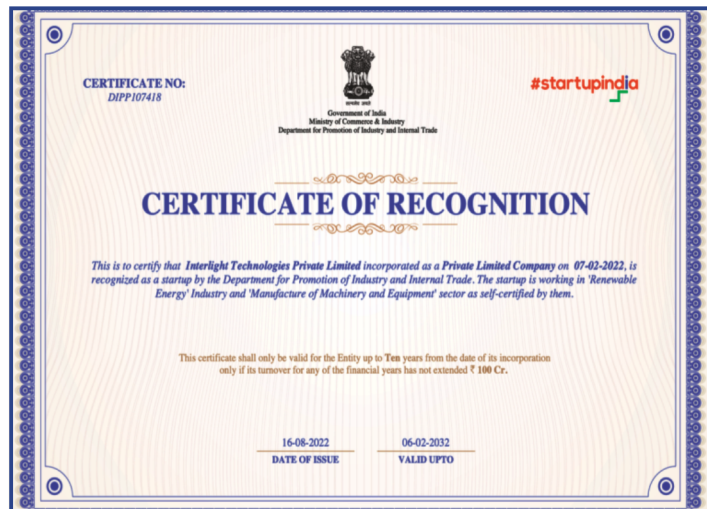 CERTIFICATE NO:
DIPP107418
#startupindia
सत्यमेव जयते
Government of India
Ministry of Commerce & Industry
Department for Promotion of Industry and Internal Trade
CERTIFICATE OF RECOGNITION
This is to certify that Interlight Technologies Private Limited incorporated as a Private Limited Company on 07-02-2022, is
recognized as a startup by the Department for Promotion of Industry and Internal Trade. The startup is working in 'Renewable
Energy' Industry and 'Manufacture of Machinery and Equipment' sector as self-certified by them.
This certificate shall only be valid for the Entity up to Ten years from the date of its incorporation
only if its turnover for any of the financial years has not extended ₹ 100 Cr.
16-08-2022
06-02-2032
DATE OF ISSUE
VALID UPTO